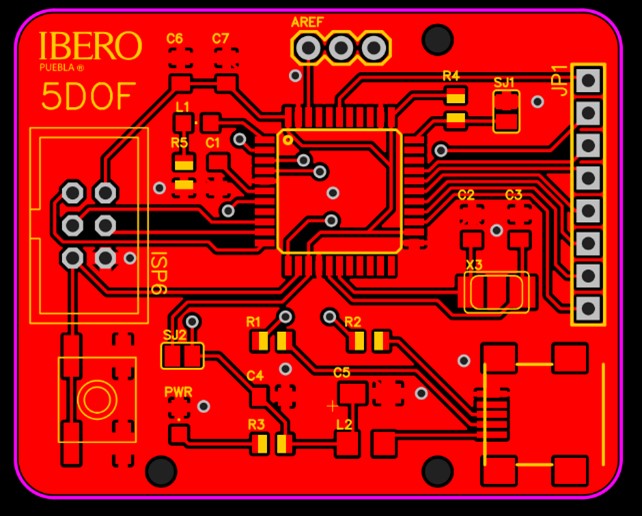 AREF
IBERO
PUEBLA ®
5DOF
C6 C7
L1
R5 C1
R4
SJ1
JP1
C2 C3
X3
ISP6
SJ2
R1
R2
C4
C5
PWR
R3
L2